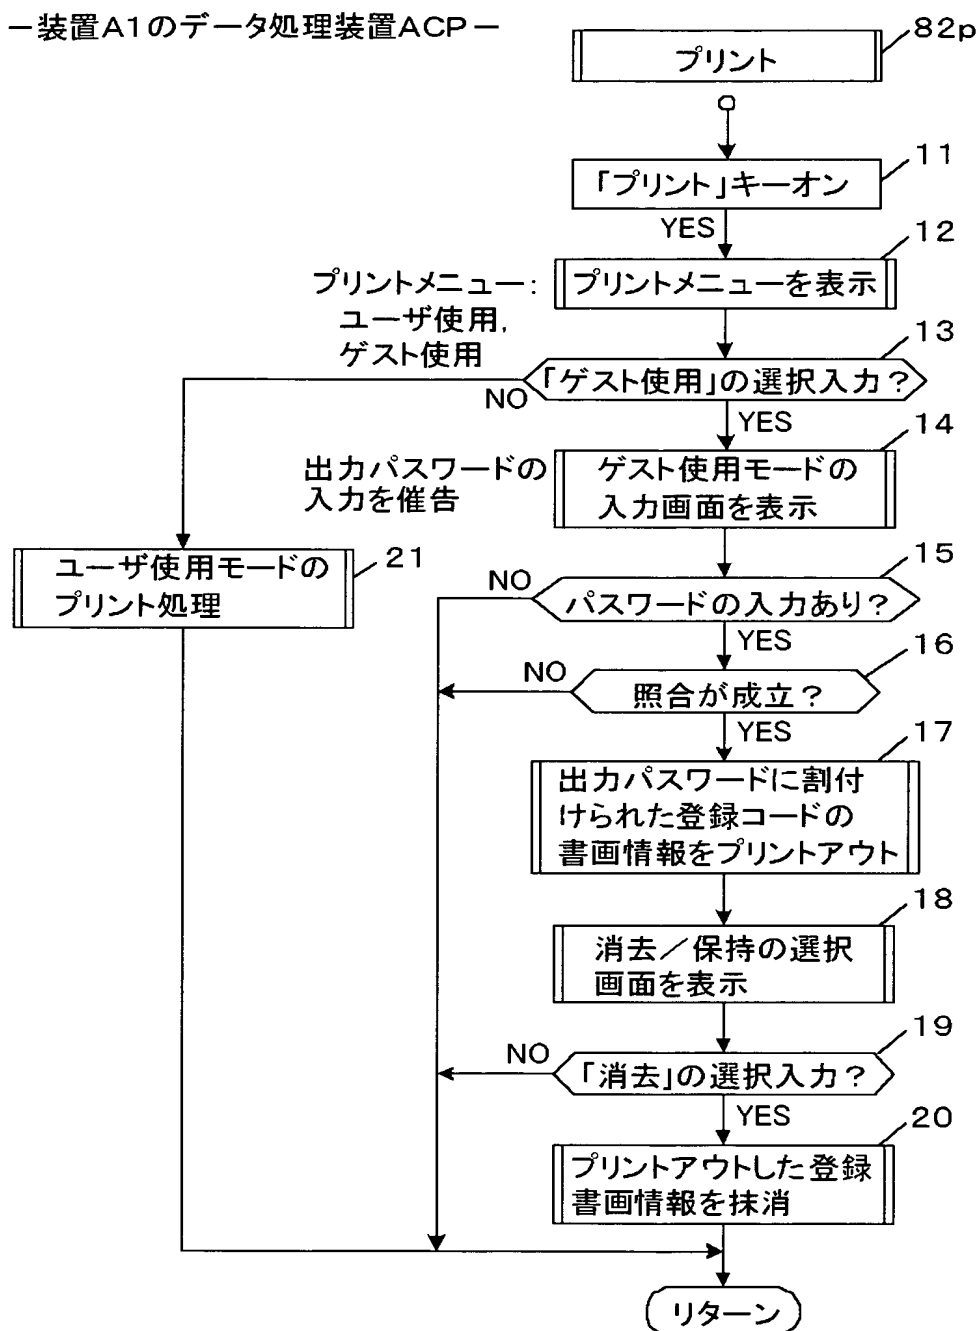 －装置A1のデータ処理装置ACP－
82p
プリント
11
「プリント」キーオン
YES
12
プリントメニュー：
ユーザ使用，
ゲスト使用
プリントメニューを表示
13
「ゲスト使用」の選択入力？
NO
YES
14
出力パスワードの
入力を催告
ゲスト使用モードの
入力画面を表示
21
ユーザ使用モードの
プリント処理
15
NO
パスワードの入力あり？
YES
16
NO
照合が成立？
YES
17
出力パスワードに割付
けられた登録コードの
書画情報をプリントアウト
18
消去／保持の選択
画面を表示
19
NO
「消去」の選択入力？
YES
20
プリントアウトした登録
書画情報を抹消
リターン